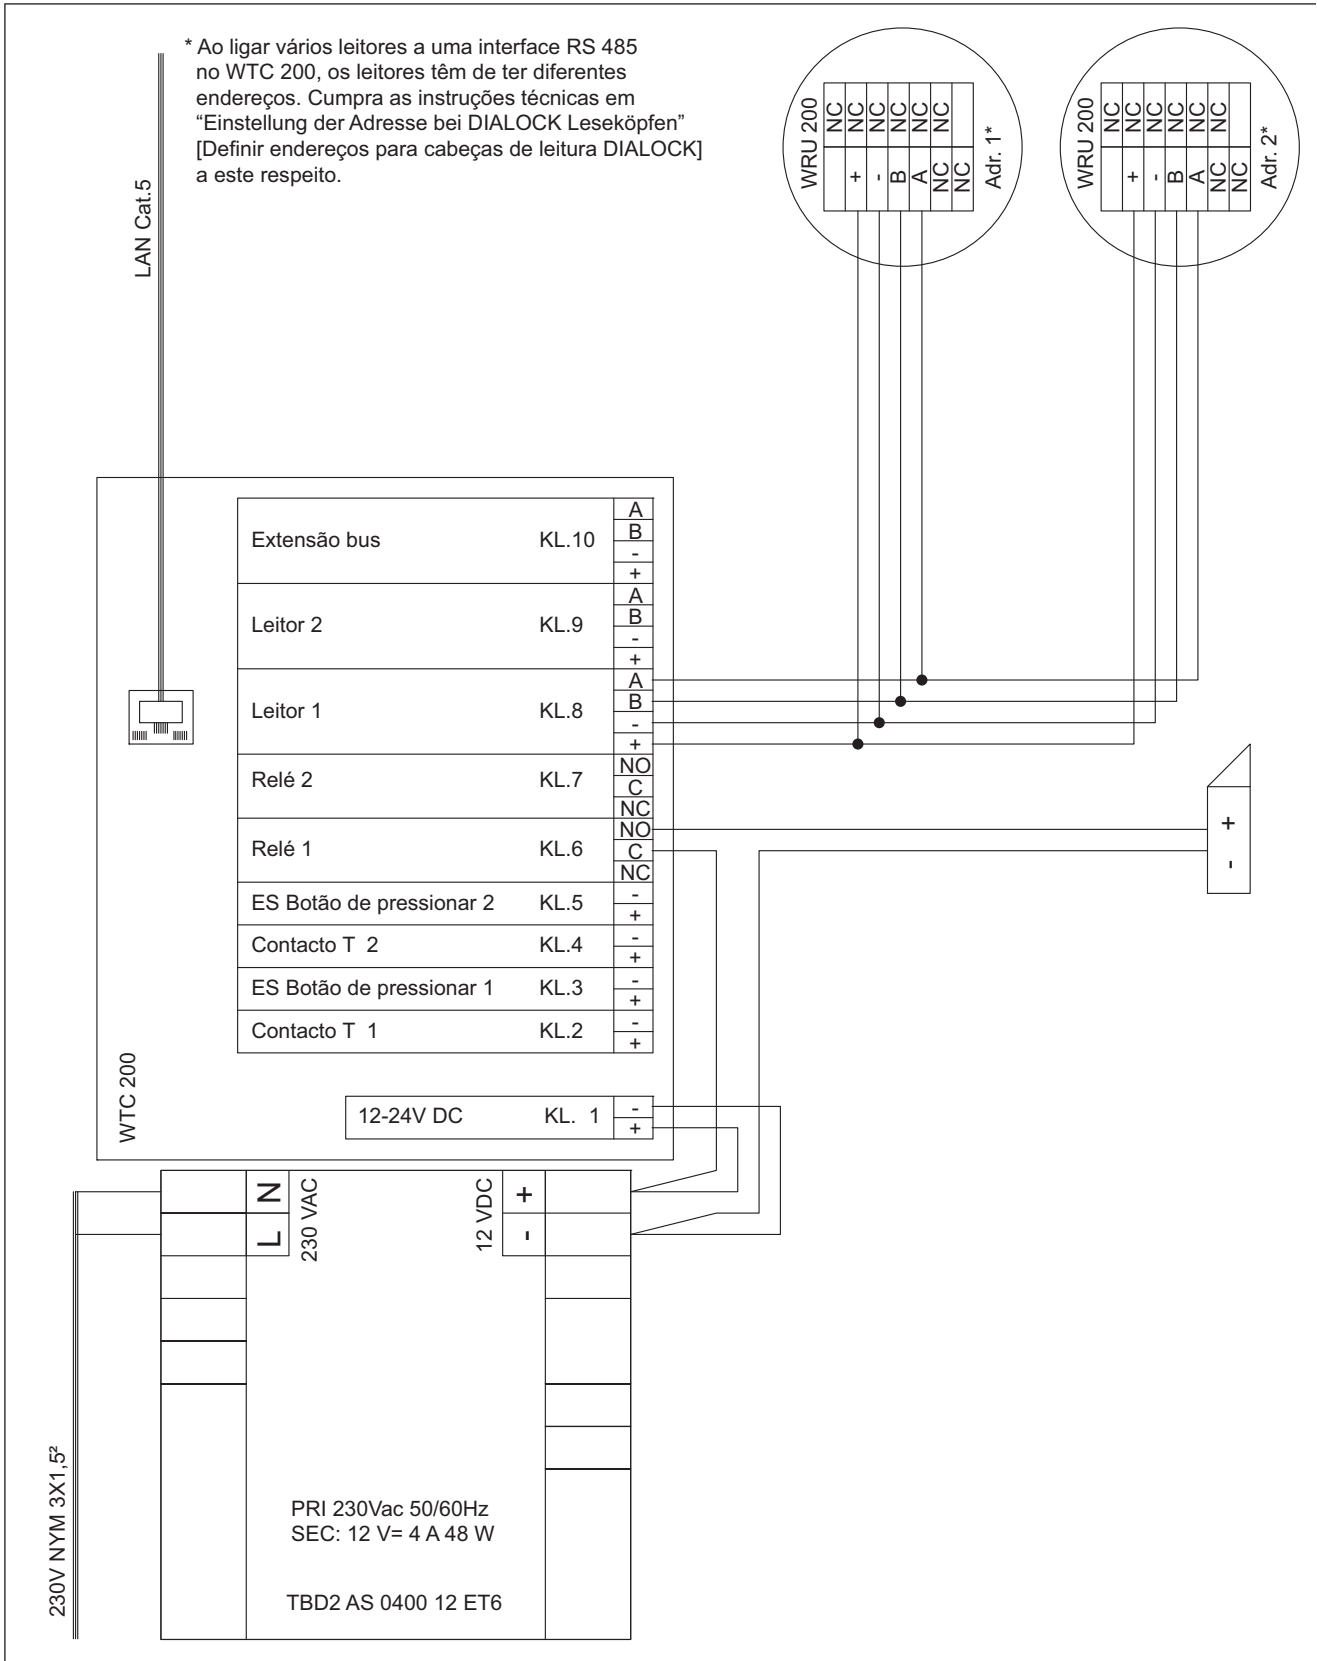 * Ao ligar vários leitores a uma interface RS 485
no WTC 200, os leitores têm de ter diferentes
endereços. Cumpra as instruções técnicas em
“Einstellung der Adresse bei DIALOCK Leseköpfen”
[Definir endereços para cabeças de leitura DIALOCK]
a este respeito.
LAN Cat.5
WRU 200
NC NC NC NC NC NC
+ - B A NC NC
Adr. 1*
WRU 200
NC NC NC NC NC NC
+ - B A NC NC
Adr. 2*
Extensão bus KL.10
A
B
-
+
Leitor 2 KL.9
A
B
-
+
Leitor 1 KL.8
A
B
-
+
Relé 2 KL.7
NO
C
NC
Relé 1 KL.6
NO
C
NC
ES Botão de pressionar 2 KL.5
-
+
Contacto T 2 KL.4
-
+
ES Botão de pressionar 1 KL.3
-
+
Contacto T 1 KL.2
-
+
+
-
WTC 200
12-24V DC KL. 1
-
+
N
L
230 VAC
12 VDC
+
-
230V NYM 3X1,5²
PRI 230Vac 50/60Hz
SEC: 12 V= 4 A 48 W
TBD2 AS 0400 12 ET6